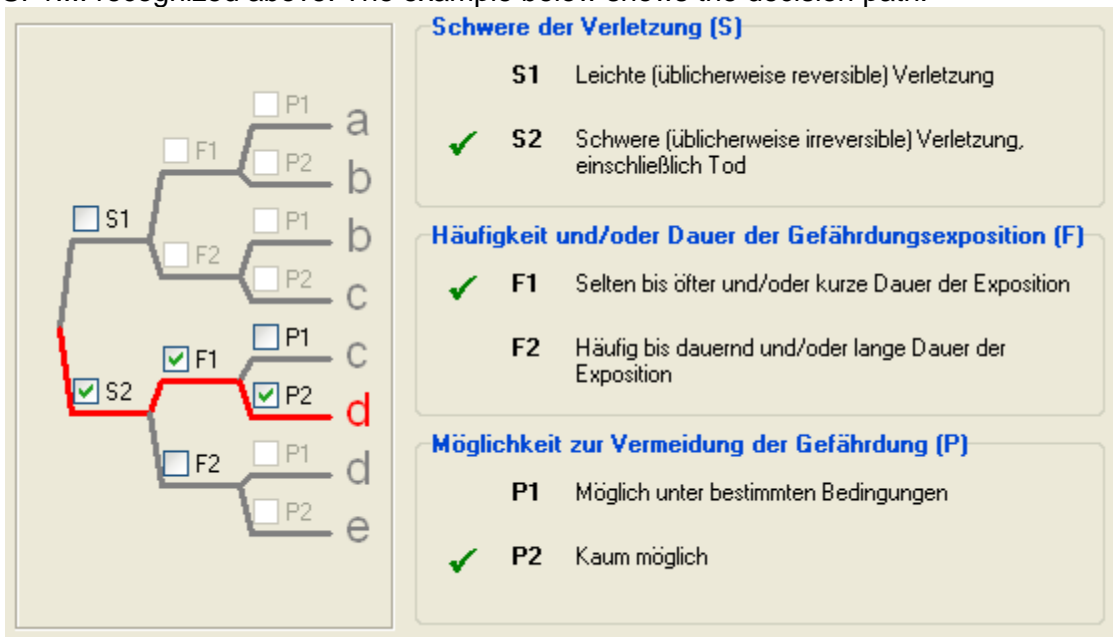 recognized above. The example below shows the decision path.
P1
a
F1
P2
b
S1
P1
b
F2
P2
c
P1
c
F1
S2
P2
d
F2
P1
d
P2
e
Schwere der Verletzung (S)
S1 Leichte (üblicherweise reversible) Verletzung
S2 Schwere (üblicherweise irreversible) Verletzung,
einschließlich Tod
Häufigkeit und/oder Dauer der Gefährdungsexposition (F)
F1 Selten bis öfter und/oder kurze Dauer der Exposition
F2 Häufig bis dauernd und/oder lange Dauer der
Exposition
Möglichkeit zur Vermeidung der Gefährdung (P)
P1 Möglich unter bestimmten Bedingungen
P2 Kaum möglich